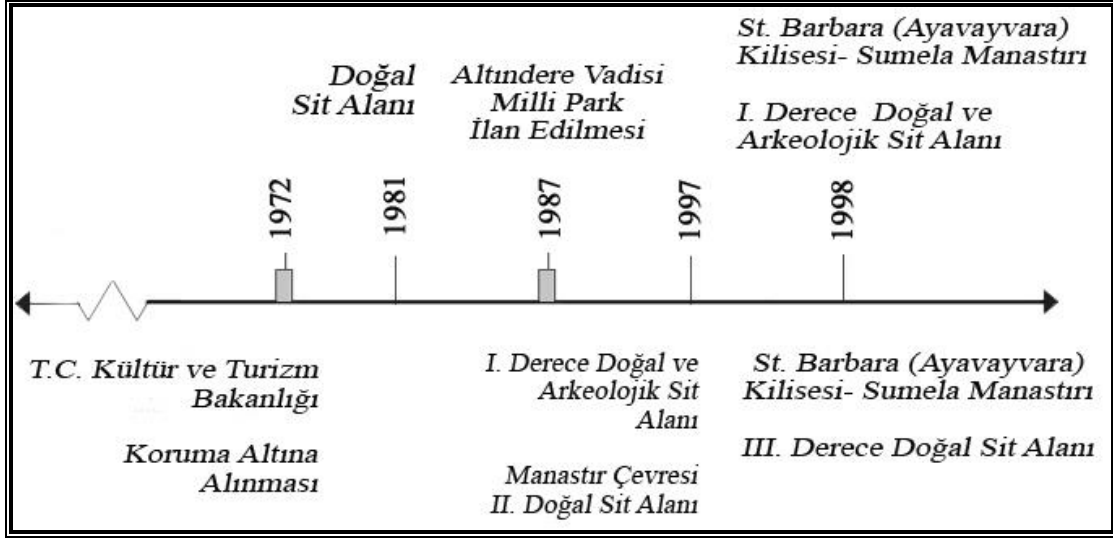 St. Barbara (Ayavayvara)
Kilisesi- Sumela Manastırı
I. Derece Doğal ve
Arkeolojik Sit Alanı
Doğal
Sit Alanı
Altındere Vadisi
Milli Park
İlan Edilmesi
1972
1981
1987
1997
1998
T.C. Kültür ve Turizm
Bakanlığı
Koruma Altına
Alınması
I. Derece Doğal ve
Arkeolojik Sit
Alanı
Manastır Çevresi
II. Doğal Sit Alanı
St. Barbara (Ayavayvara)
Kilisesi- Sumela Manastırı
III. Derece Doğal Sit Alanı